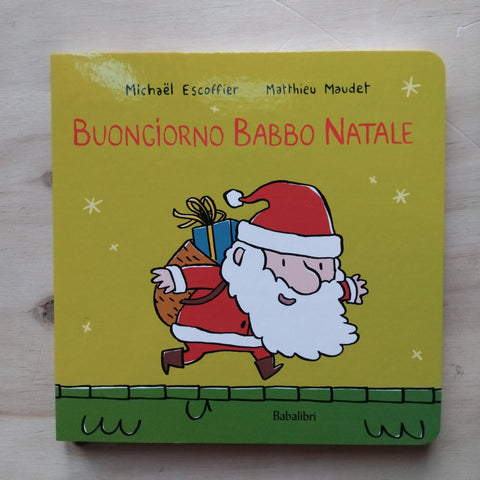 Michaël Escoffier Matthieu Maudet
BUONGIORNO BABBO NATALE
Babalibri